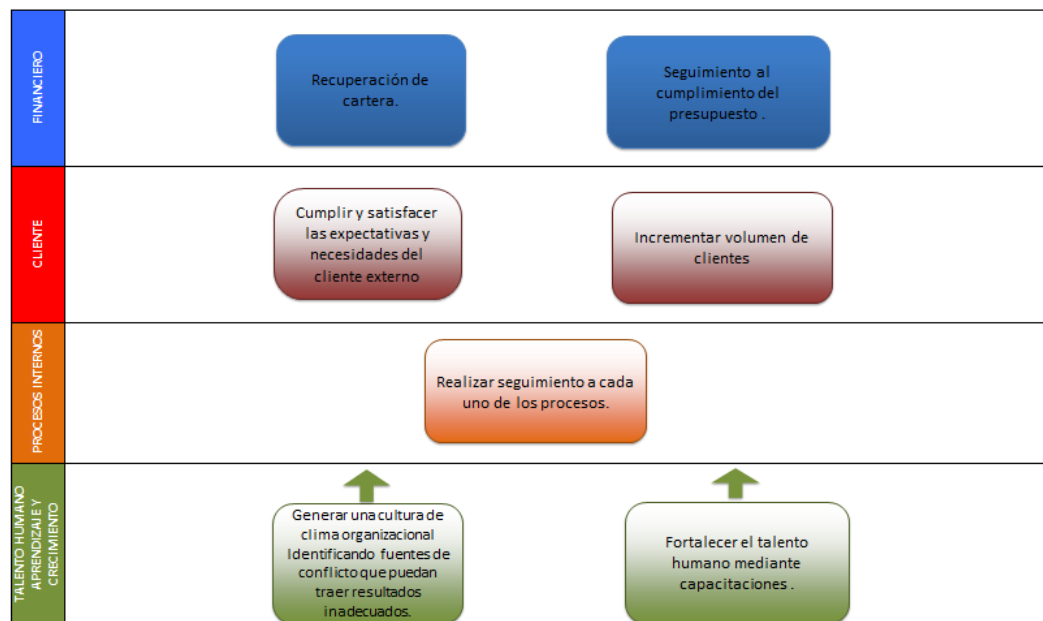 FINANCIERO
Recuperación de
cartera.
Seguimiento al
cumplimiento del
presupuesto .
CLIENTE
Cumplir y satisfacer
las expectativas y
necesidades del
cliente externo
Incrementar volumen de
clientes
PROCESOS INTERNOS
Realizar seguimiento a cada
uno de los procesos.
TALENTO HUMANO
APRENDIZAJE Y
CRECIMIENTO
Generar una cultura de
clima organizacional
Identificando fuentes de
conflicto que puedan
traer resultados
inadecuados.
Fortalecer el talento
humano mediante
capacitaciones .